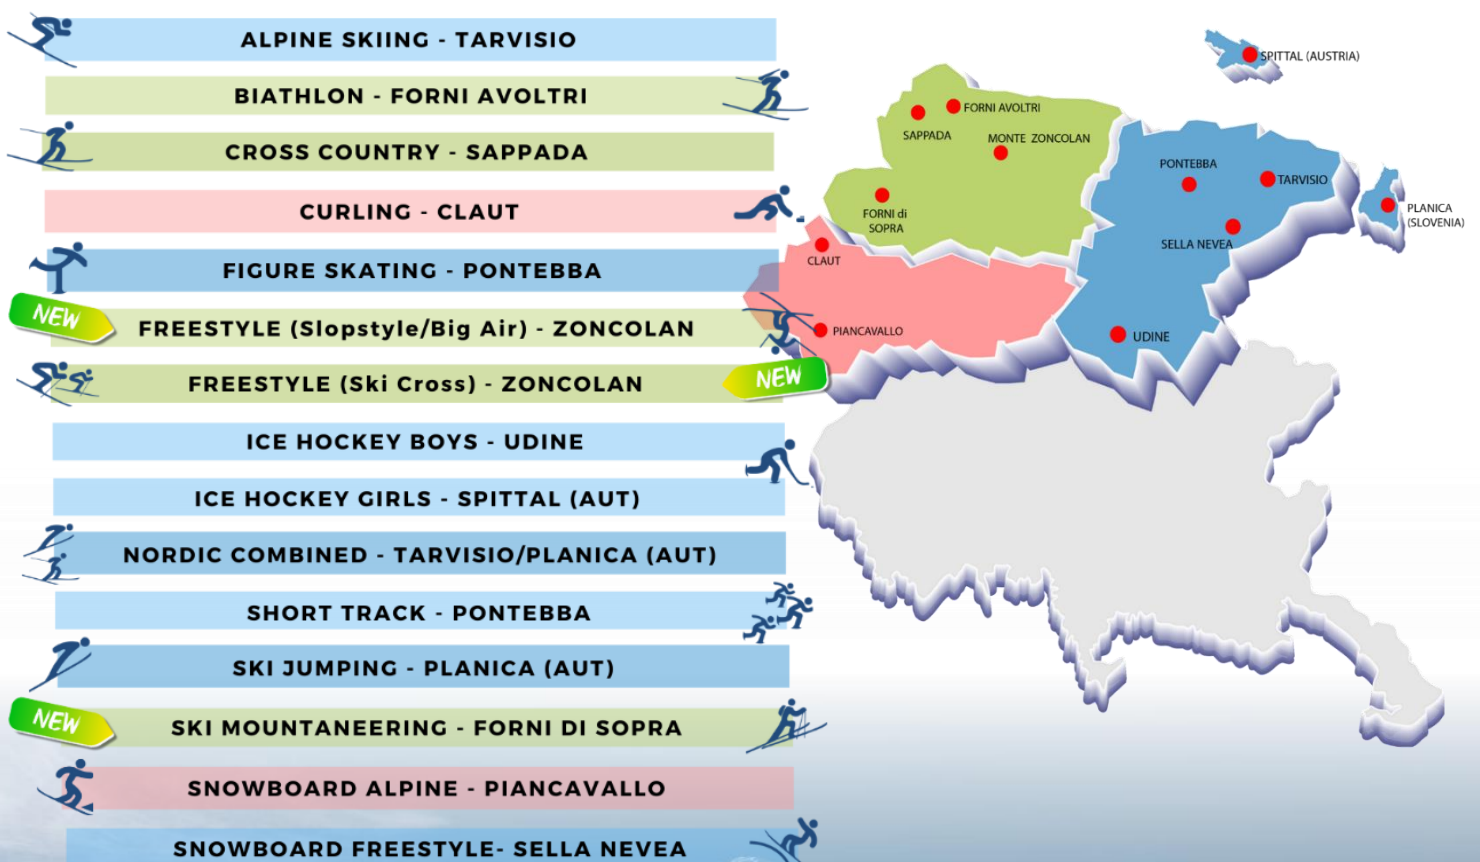 ALPINE SKIING - TARVISIO
BIATHLON - FORNI AVOLTRI
CROSS COUNTRY - SAPPADA
CURLING - CLAUT
FIGURE SKATING - PONTEBBA
NEW
FREESTYLE (Slopstyle/Big Air) - ZONCOLAN
FREESTYLE (Ski Cross) - ZONCOLAN
NEW
ICE HOCKEY BOYS - UDINE
ICE HOCKEY GIRLS - SPITTAL (AUT)
NORDIC COMBINED - TARVISIO/PLANICA (AUT)
SHORT TRACK - PONTEBBA
SKI JUMPING - PLANICA (AUT)
NEW
SKI MOUNTANEERING - FORNI DI SOPRA
SNOWBOARD ALPINE - PIANCAVALLO
SNOWBOARD FREESTYLE- SELLA NEVEA
SPITTAL (AUSTRIA)
FORNI AVOLTRI
SAPPADA
MONTE ZONCOLAN
PONTEBBA
TARVISIO
FORNI di
SOPRA
PLANICA
(SLOVENIA)
SELLA NEVEA
CLAUT
PIANCAVALLO
UDINE